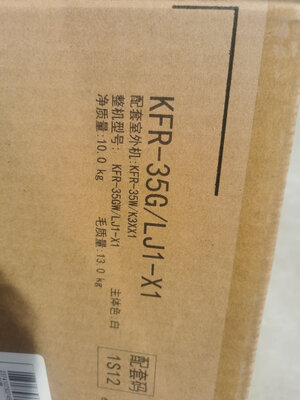 KFR-35G/LJ1-X1
配套室外机:KFR-35W/K3XX1
整机型号: KFR-35GW/LJ1-X1 主体色:白
净质量:10.0 kg 毛质量:13.0 kg
配套码
1S12